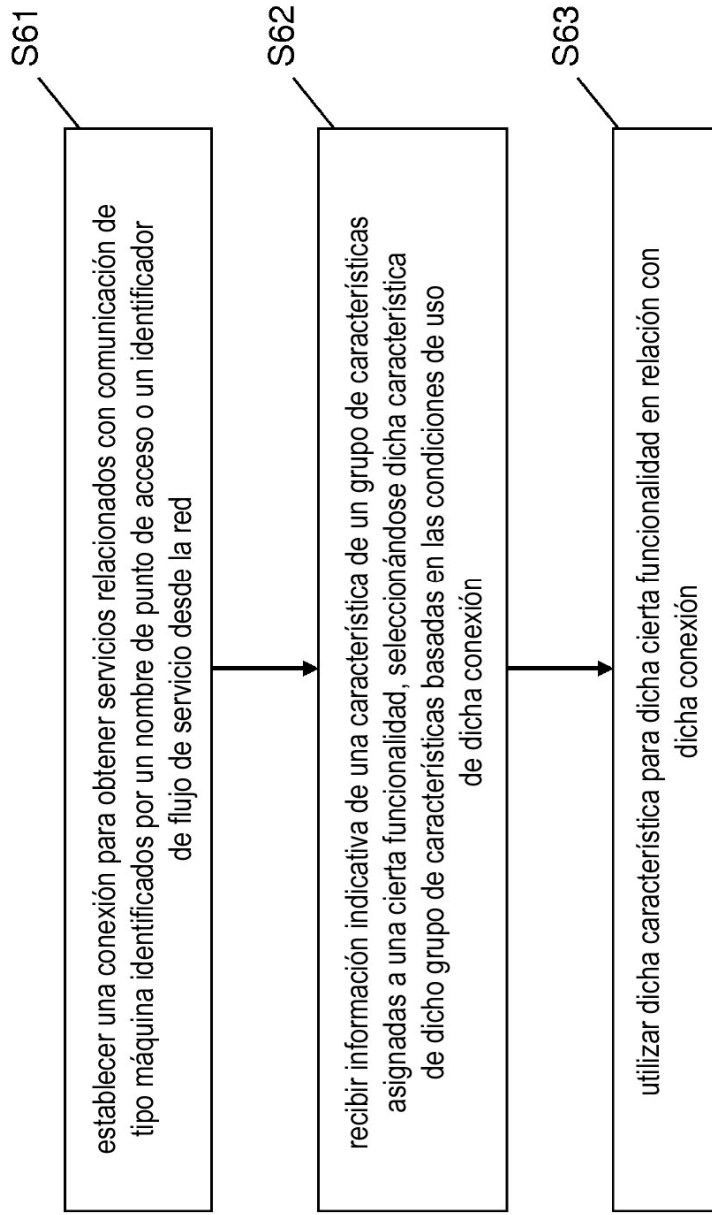 S61
establecer una conexión para obtener servicios relacionados con comunicación de
tipo máquina identificados por un nombre de punto de acceso o un identificador
de flujo de servicio desde la red
S62
recibir información indicativa de una característica de un grupo de características
asignadas a una cierta funcionalidad, seleccionándose dicha característica
de dicho grupo de características basadas en las condiciones de uso
de dicha conexión
S63
utilizar dicha característica para dicha cierta funcionalidad en relación con
dicha conexión